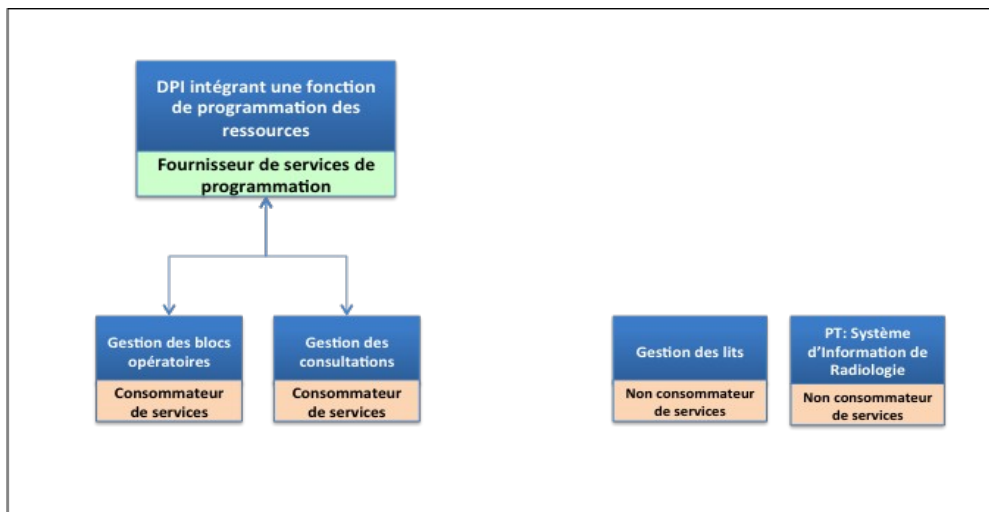 DPI intégrant une fonction
de programmation des
ressources
Fournisseur de services de
programmation
Gestion des blocs
opératoires
Consommateur
de services
Gestion des
consultations
Consommateur
de services
Gestion des lits
Non consommateur
de services
PT: Système
d'Information de
Radiologie
Non consommateur
de services